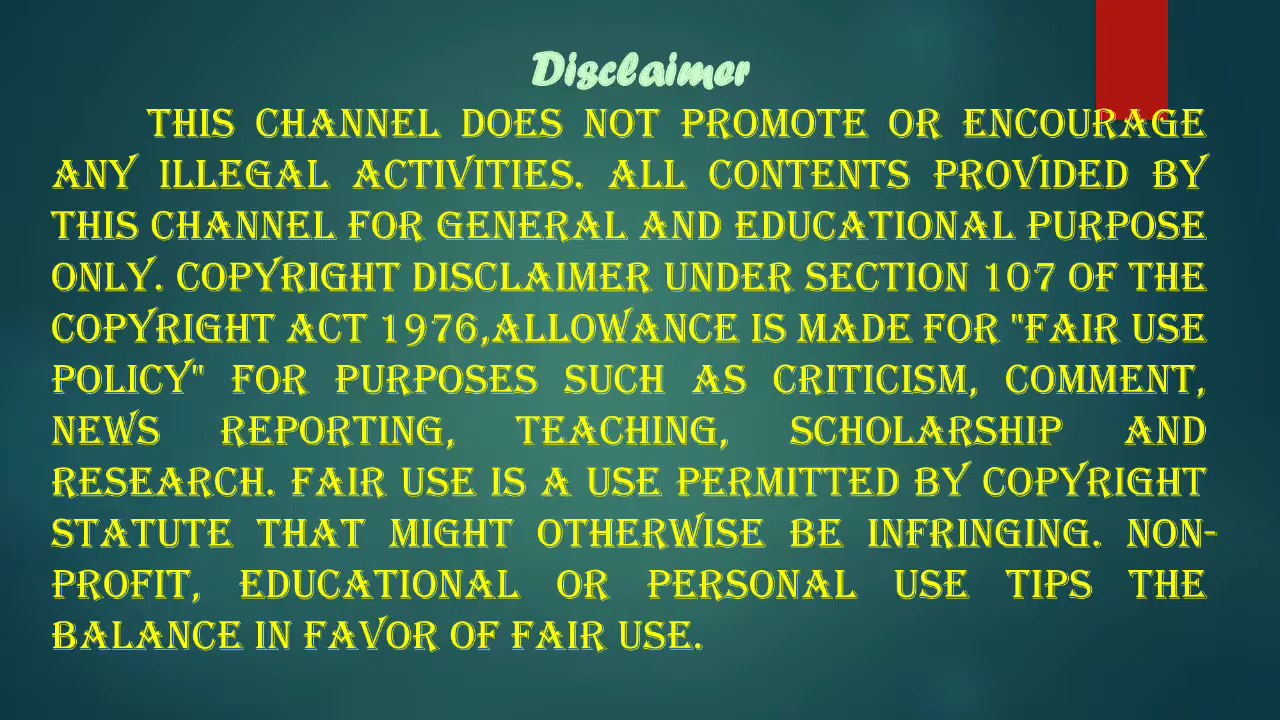 Disclaimer
THIS CHANNEL DOES NOT PROMOTE OR ENCOURAGE
ANY ILLEGAL ACTIVITIES. ALL CONTENTS PROVIDED BY
THIS CHANNEL FOR GENERAL AND EDUCATIONAL PURPOSE
ONLY. COPYRIGHT DISCLAIMER UNDER SECTION 107 OF THE
COPYRIGHT ACT 1976,ALLOWANCE IS MADE FOR "FAIR USE
POLICY" FOR PURPOSES SUCH AS CRITICISM, COMMENT,
NEWS REPORTING, TEACHING, SCHOLARSHIP AND
RESEARCH. FAIR USE IS A USE PERMITTED BY COPYRIGHT
STATUTE THAT MIGHT OTHERWISE BE INFRINGING. NON-
PROFIT, EDUCATIONAL OR PERSONAL USE TIPS THE
BALANCE IN FAVOR OF FAIR USE.